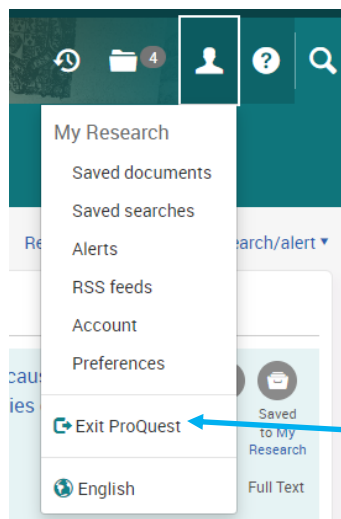 4
My Research
Saved documents
Saved searches
Alerts
RSS feeds
Account
Preferences
Exit ProQuest
English
earch/alert
Saved
to My
Research
Full Text